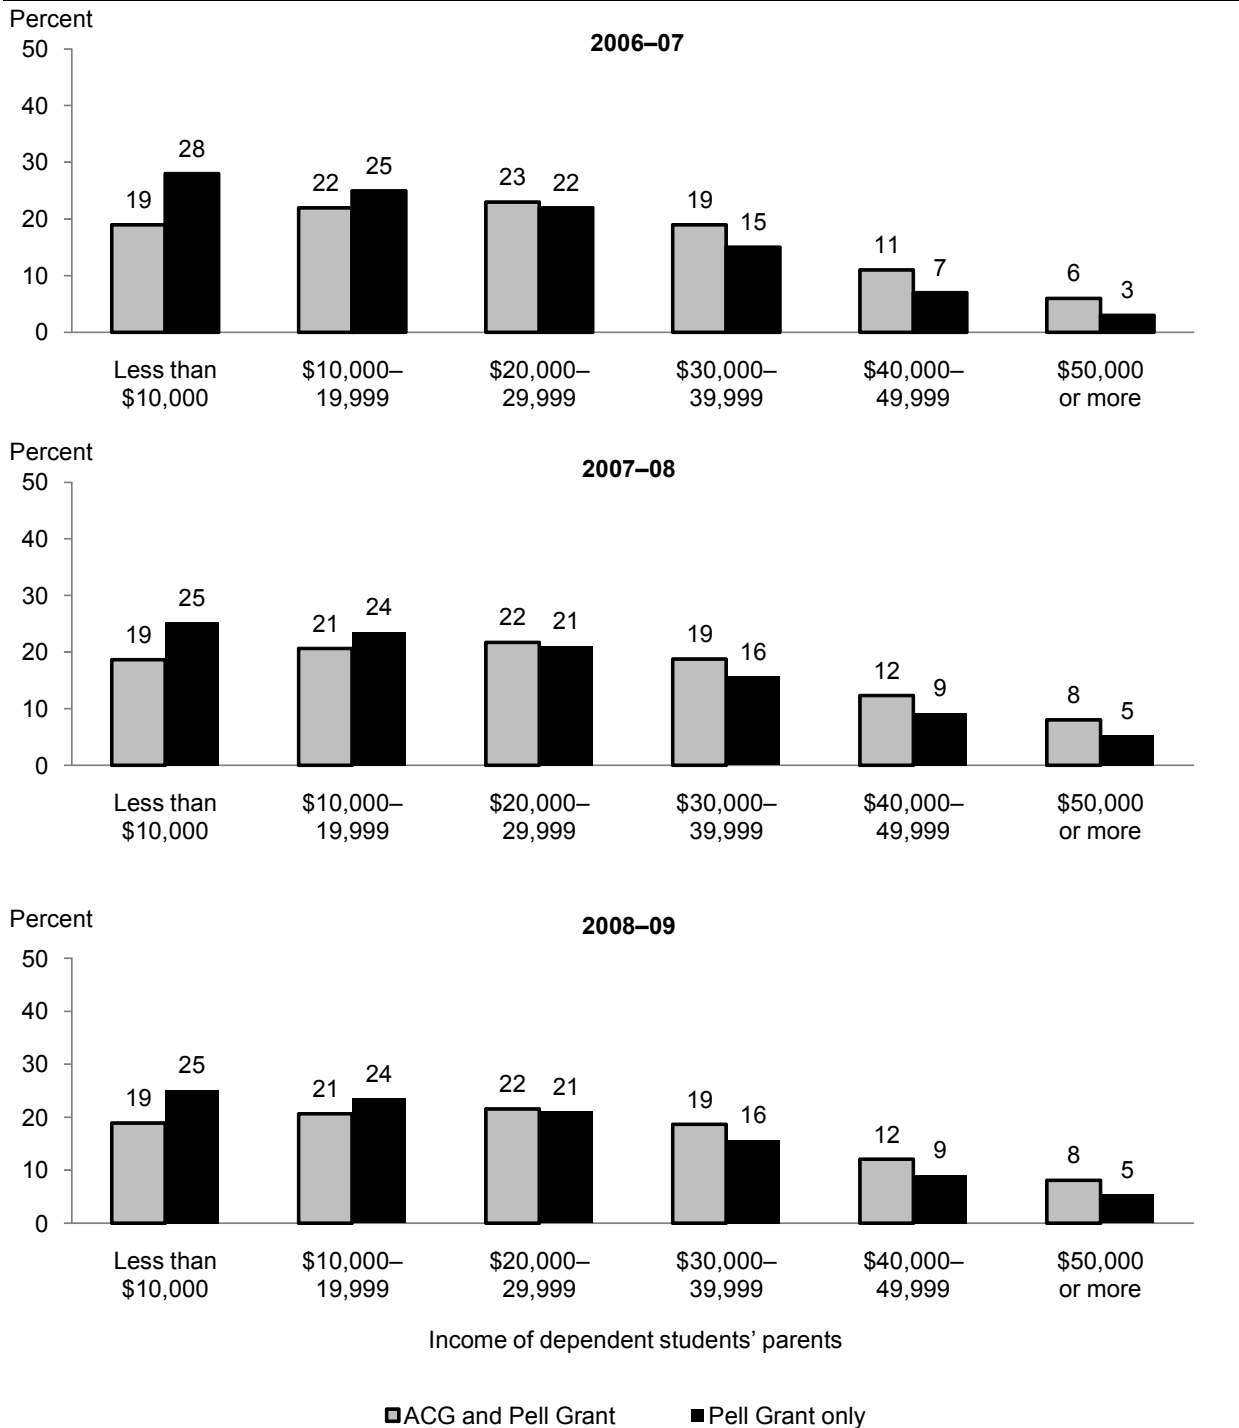 Percent
2006–07
50
40
30
20
10
0
19 28 22 25 23 22 19 15 11 7 6 3
Less than $10,000– $20,000– $30,000– $40,000– $50,000
$10,000 19,999 29,999 39,999 49,999 or more
Percent
2007–08
50
40
30
20
10
0
19 25 21 24 22 21 19 16 12 9 8 5
Less than $10,000– $20,000– $30,000– $40,000– $50,000
$10,000 19,999 29,999 39,999 49,999 or more
Percent
2008–09
50
40
30
20
10
0
19 25 21 24 22 21 19 16 12 9 8 5
Less than $10,000– $20,000– $30,000– $40,000– $50,000
$10,000 19,999 29,999 39,999 49,999 or more
Income of dependent students’ parents
ACG and Pell Grant Pell Grant only